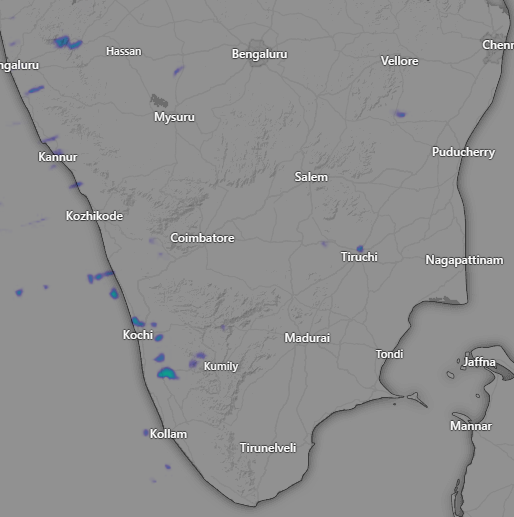 Hassan
Bengaluru
Chenn
ngaluru
Vellore
Mysuru
Kannur
Puducherry
Salem
Kozhikode
Coimbatore
Tiruchi
Nagapattinam
Kochi
Madurai
Tondi
Jaffna
Kumily
Kollam
Mannar
Tirunelveli